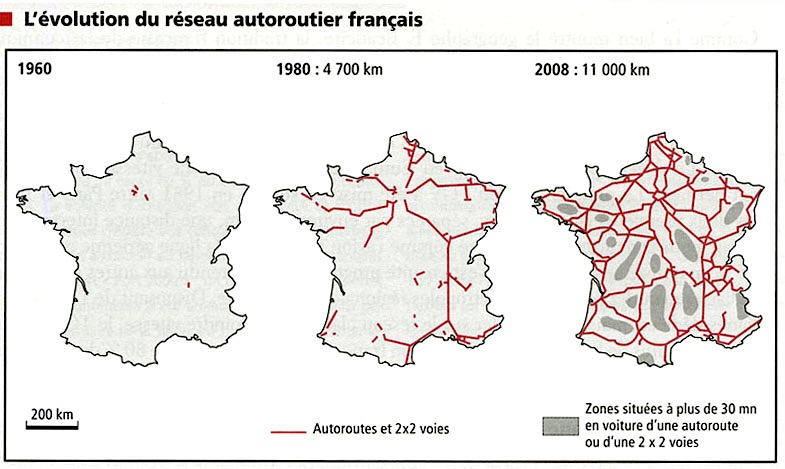 L'évolution du réseau autoroutier français
1960
1980 : 4 700 km
2008 : 11 000 km
200 km
Autoroutes et 2x2 voies
Zones situées à plus de 30 mn
en voiture d'une autoroute
ou d'une 2 x 2 voies